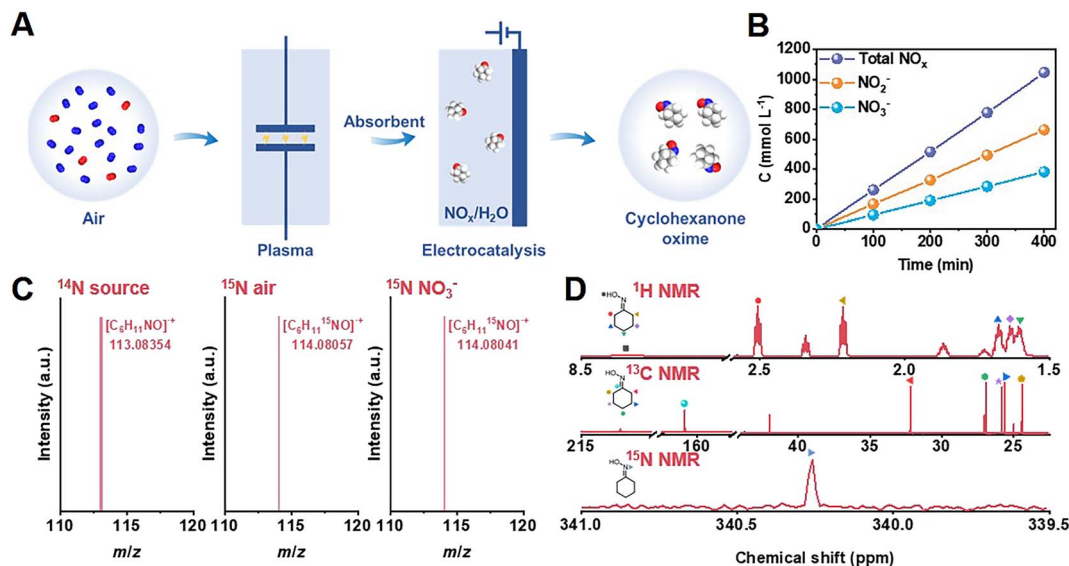 A
Air
Plasma
Absorbent
NOₓ/H₂O
Electrocatalysis
Cyclohexanone
oxime
B
C (mmol L⁻¹)
1200
1000
800
600
400
200
0
Total NOₓ
NO₂⁻
NO₃⁻
0 100 200 300 400
Time (min)
C
Intensity (a.u.)
¹⁴N source
[C₆H₁₁NO]⁺
113.08354
110 115 120
m/z
Intensity (a.u.)
¹⁵N air
[C₆H₁₁¹⁵NO]⁺
114.08057
110 115 120
m/z
Intensity (a.u.)
¹⁵N NO₃⁻
[C₆H₁₁¹⁵NO]⁺
114.08041
110 115 120
m/z
D
HO N
¹H NMR
8.5 2.5 2.0 1.5
HO N
¹³C NMR
215 160 40 35 30 25
HO N
¹⁵N NMR
341.0 340.5 340.0 339.5
Chemical shift (ppm)